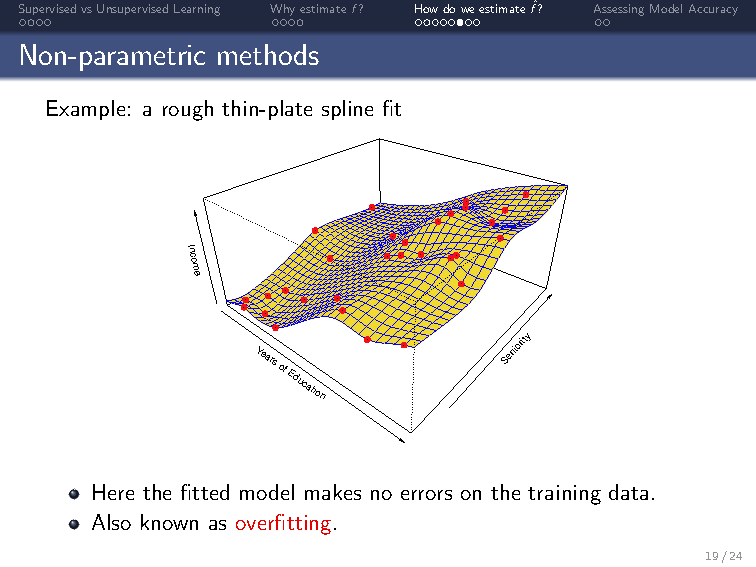 Supervised vs Unsupervised Learning Why estimate f? How do we estimate f̂? Assessing Model Accuracy
Non-parametric methods
Example: a rough thin-plate spline fit
Income
Years of Education
Seniority
Here the fitted model makes no errors on the training data.
Also known as overfitting.
19 / 24